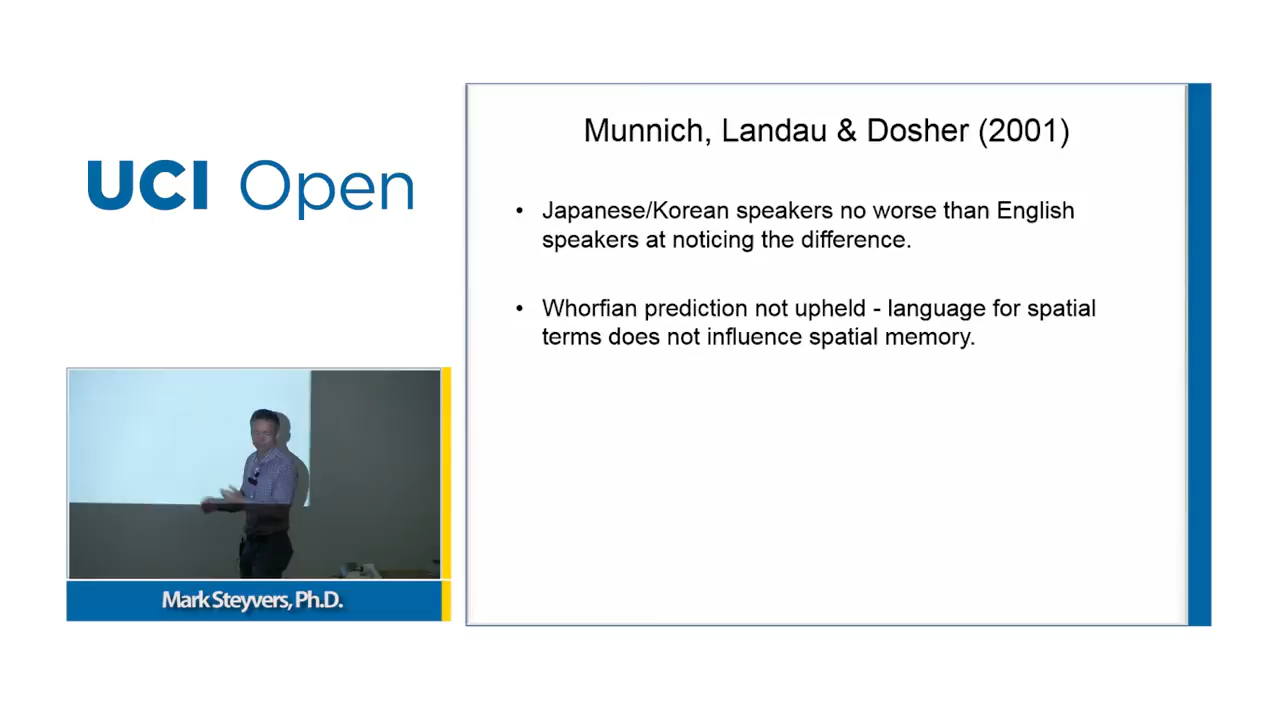 UCI Open
Munnich, Landau & Dosher (2001)
• Japanese/Korean speakers no worse than English
speakers at noticing the difference.
• Whorfian prediction not upheld - language for spatial
terms does not influence spatial memory.
Mark Steyvers, Ph.D.